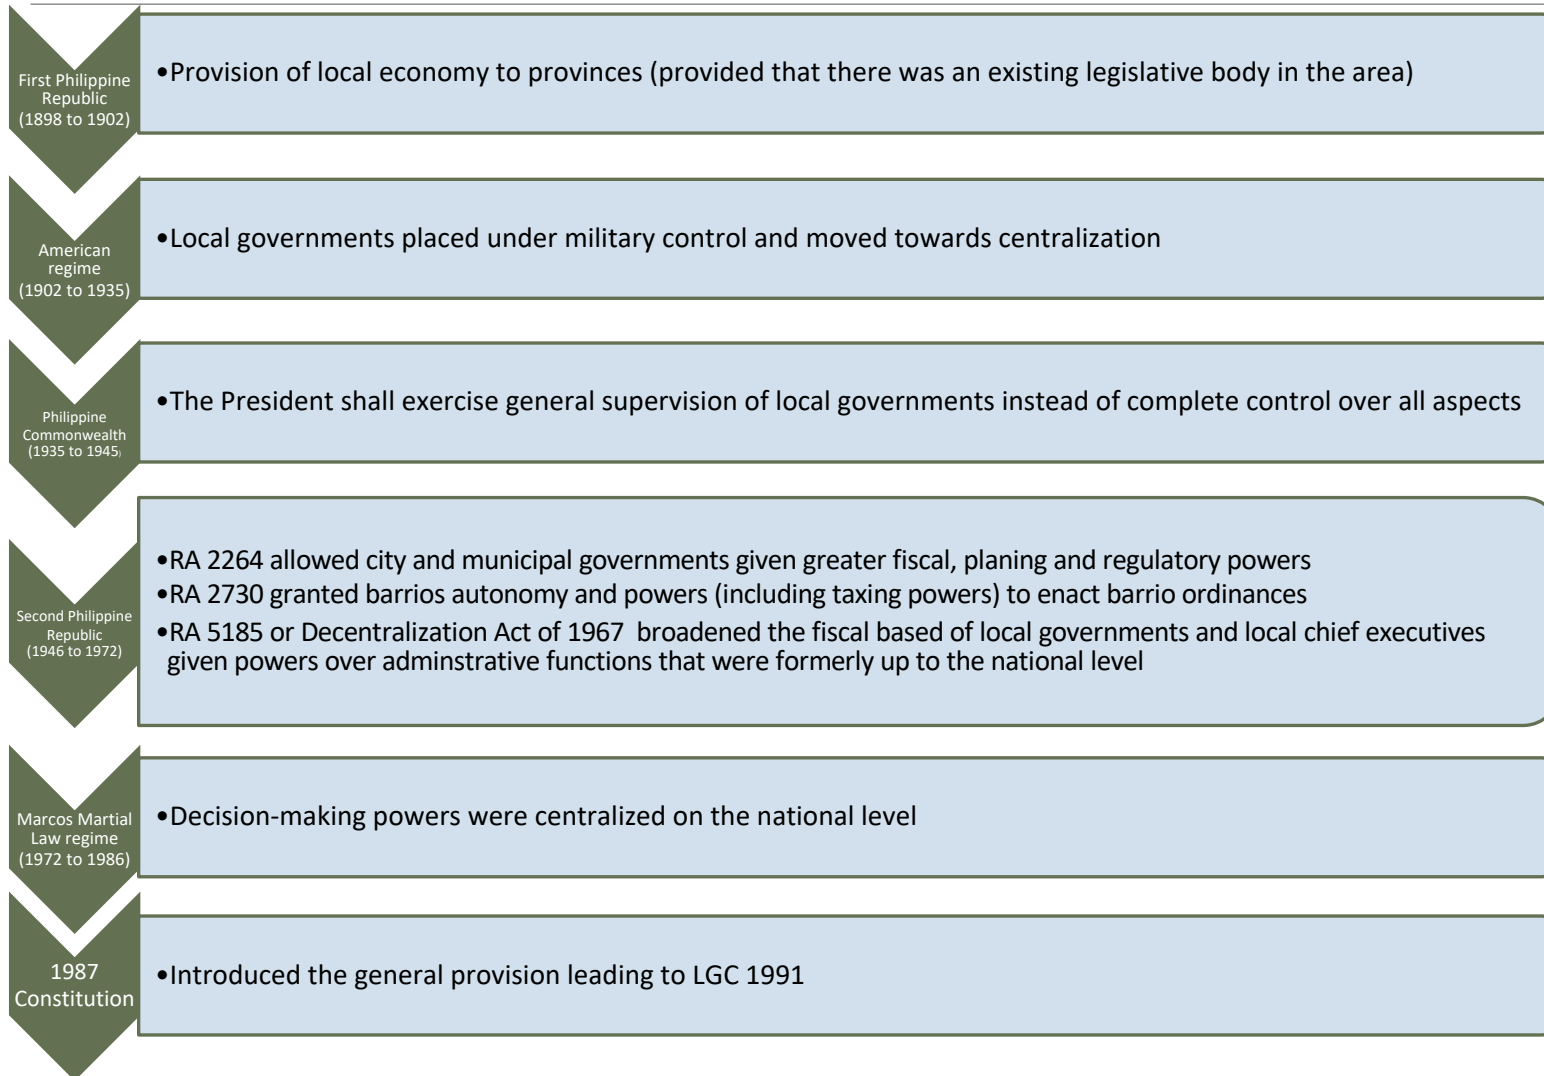 First Philippine
Republic
(1898 to 1902)
•Provision of local economy to provinces (provided that there was an existing legislative body in the area)
American
regime
(1902 to 1935)
•Local governments placed under military control and moved towards centralization
Philippine
Commonwealth
(1935 to 1945)
•The President shall exercise general supervision of local governments instead of complete control over all aspects
Second Philippine
Republic
(1946 to 1972)
•RA 2264 allowed city and municipal governments given greater fiscal, planing and regulatory powers
•RA 2730 granted barrios autonomy and powers (including taxing powers) to enact barrio ordinances
•RA 5185 or Decentralization Act of 1967 broadened the fiscal based of local governments and local chief executives
given powers over adminstrative functions that were formerly up to the national level
Marcos Martial
Law regime
(1972 to 1986)
•Decision-making powers were centralized on the national level
1987
Constitution
•Introduced the general provision leading to LGC 1991